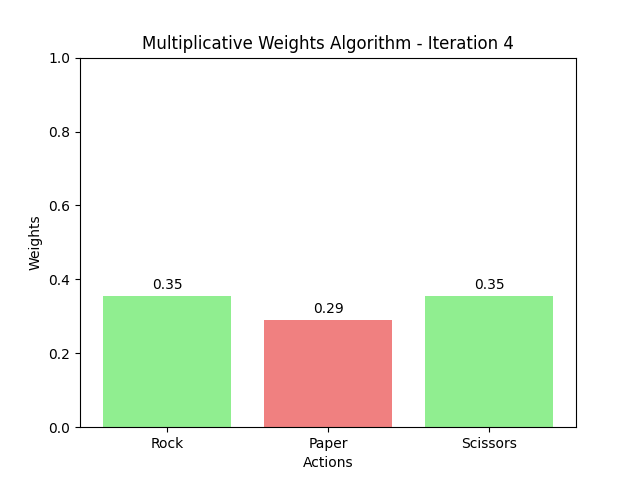 Multiplicative Weights Algorithm - Iteration 4
Weights
1.0
0.8
0.6
0.4
0.2
0.0
0.35
0.29
0.35
Rock
Paper
Scissors
Actions